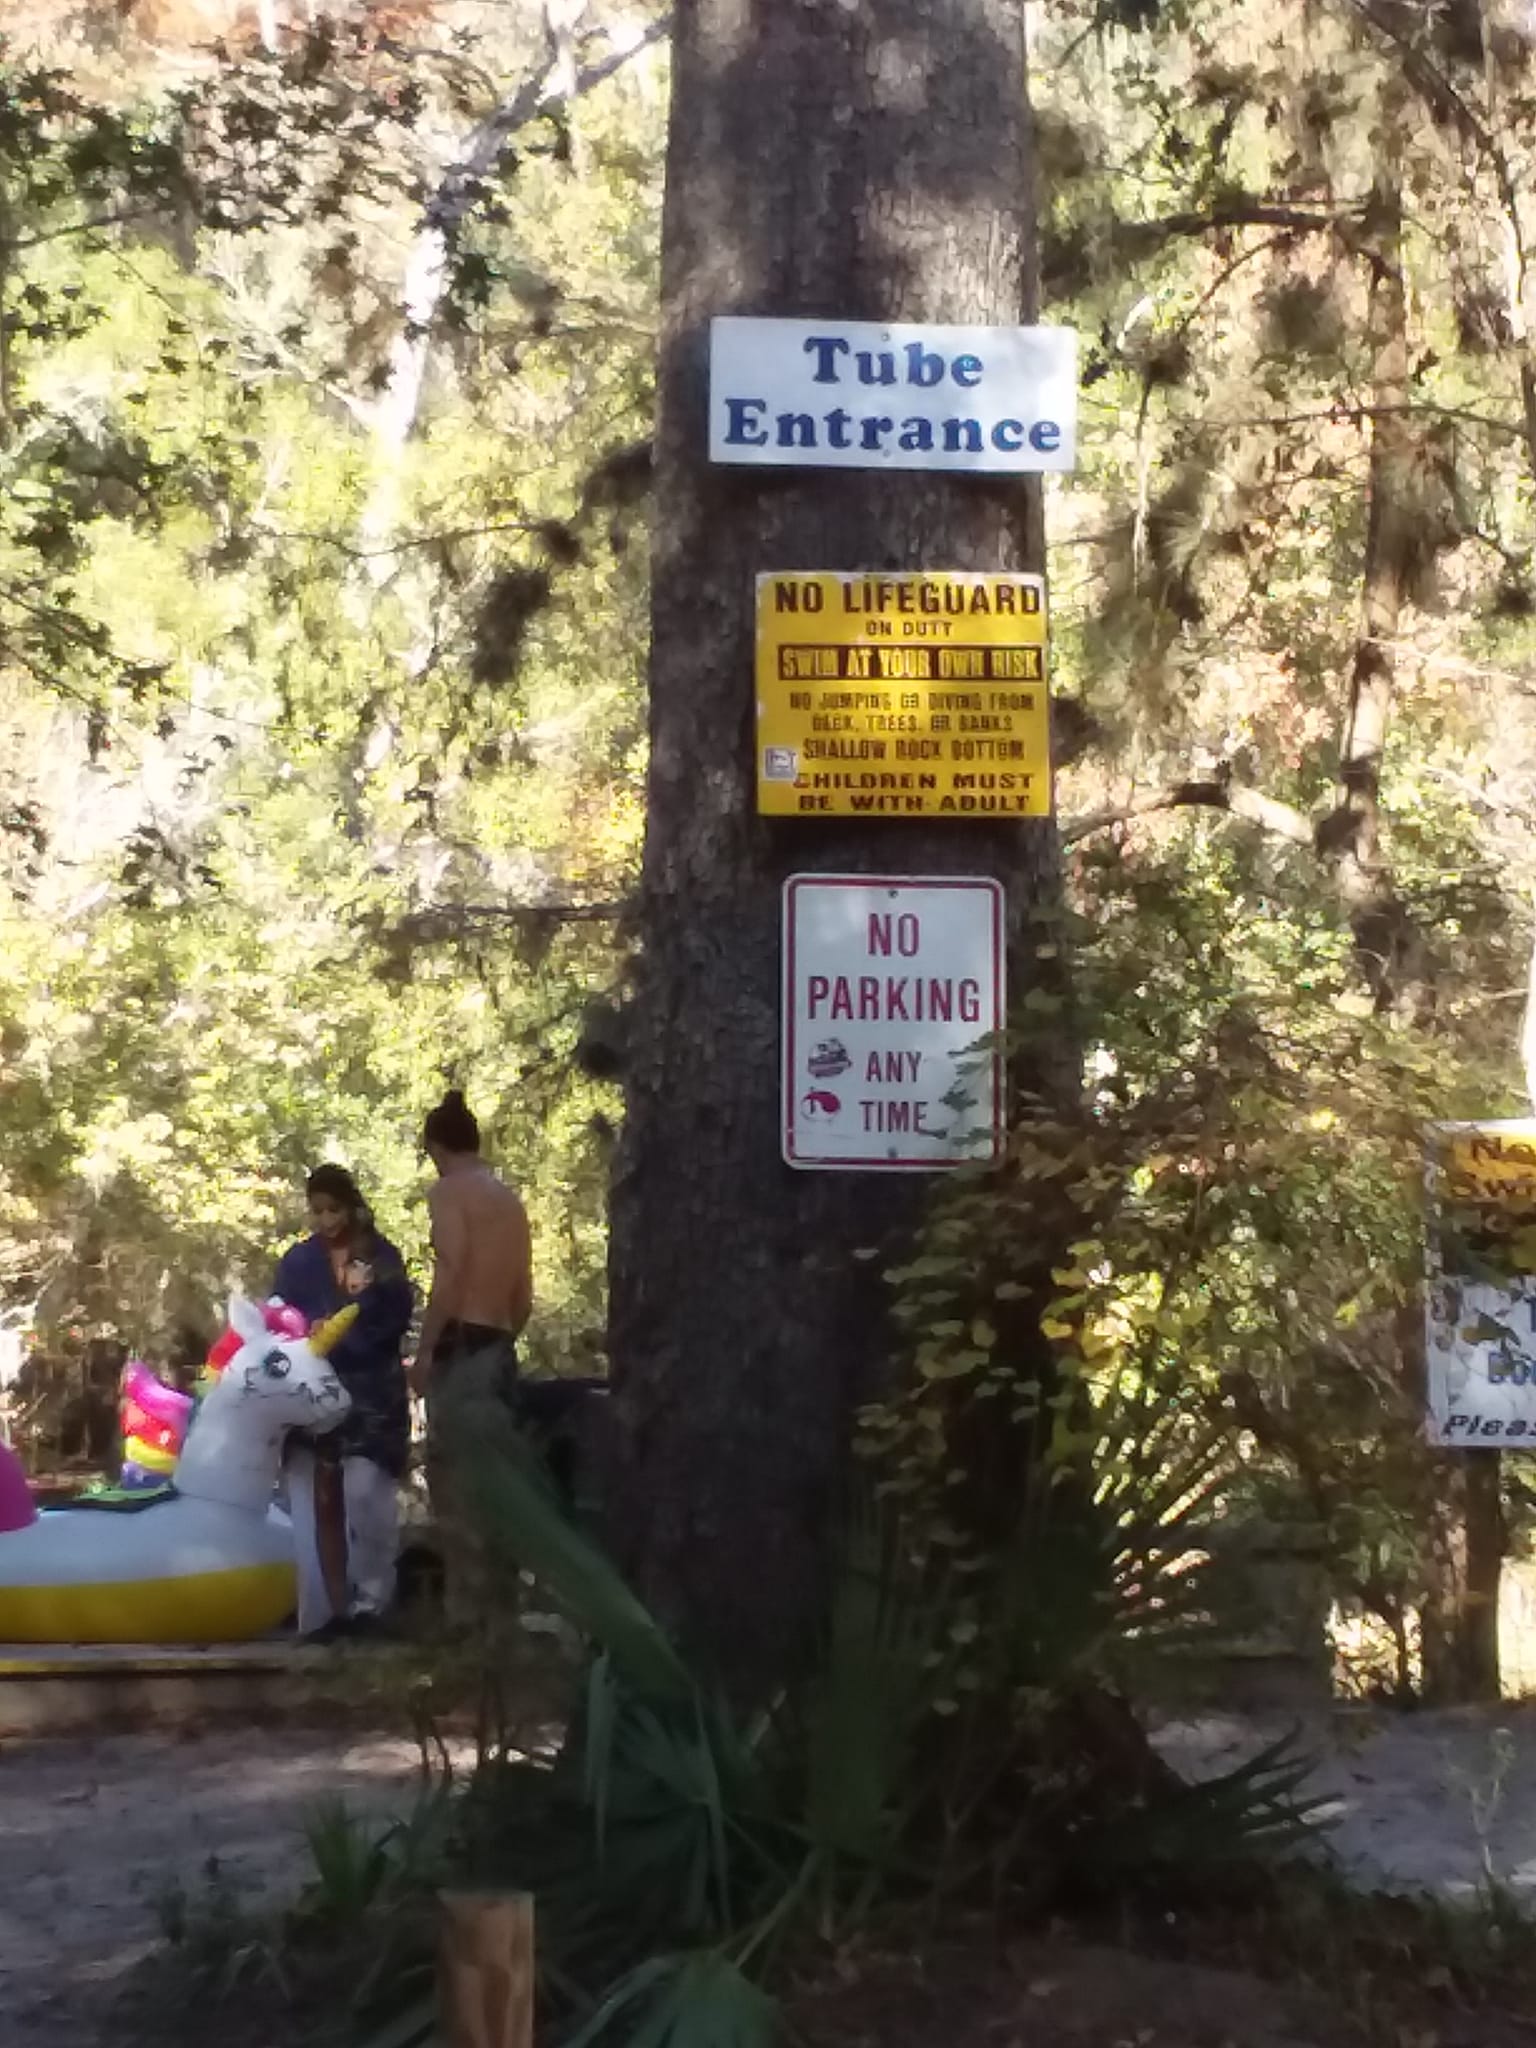 Tube
Entrance
NO LIFEGUARD
ON DUTY
SWIM AT YOUR OWN RISK
NO JUMPING OR DIVING FROM
DECK, TREES, OR BANKS
SHALLOW ROCK BOTTOM
CHILDREN MUST
BE WITH ADULT
NO
PARKING
ANY
TIME